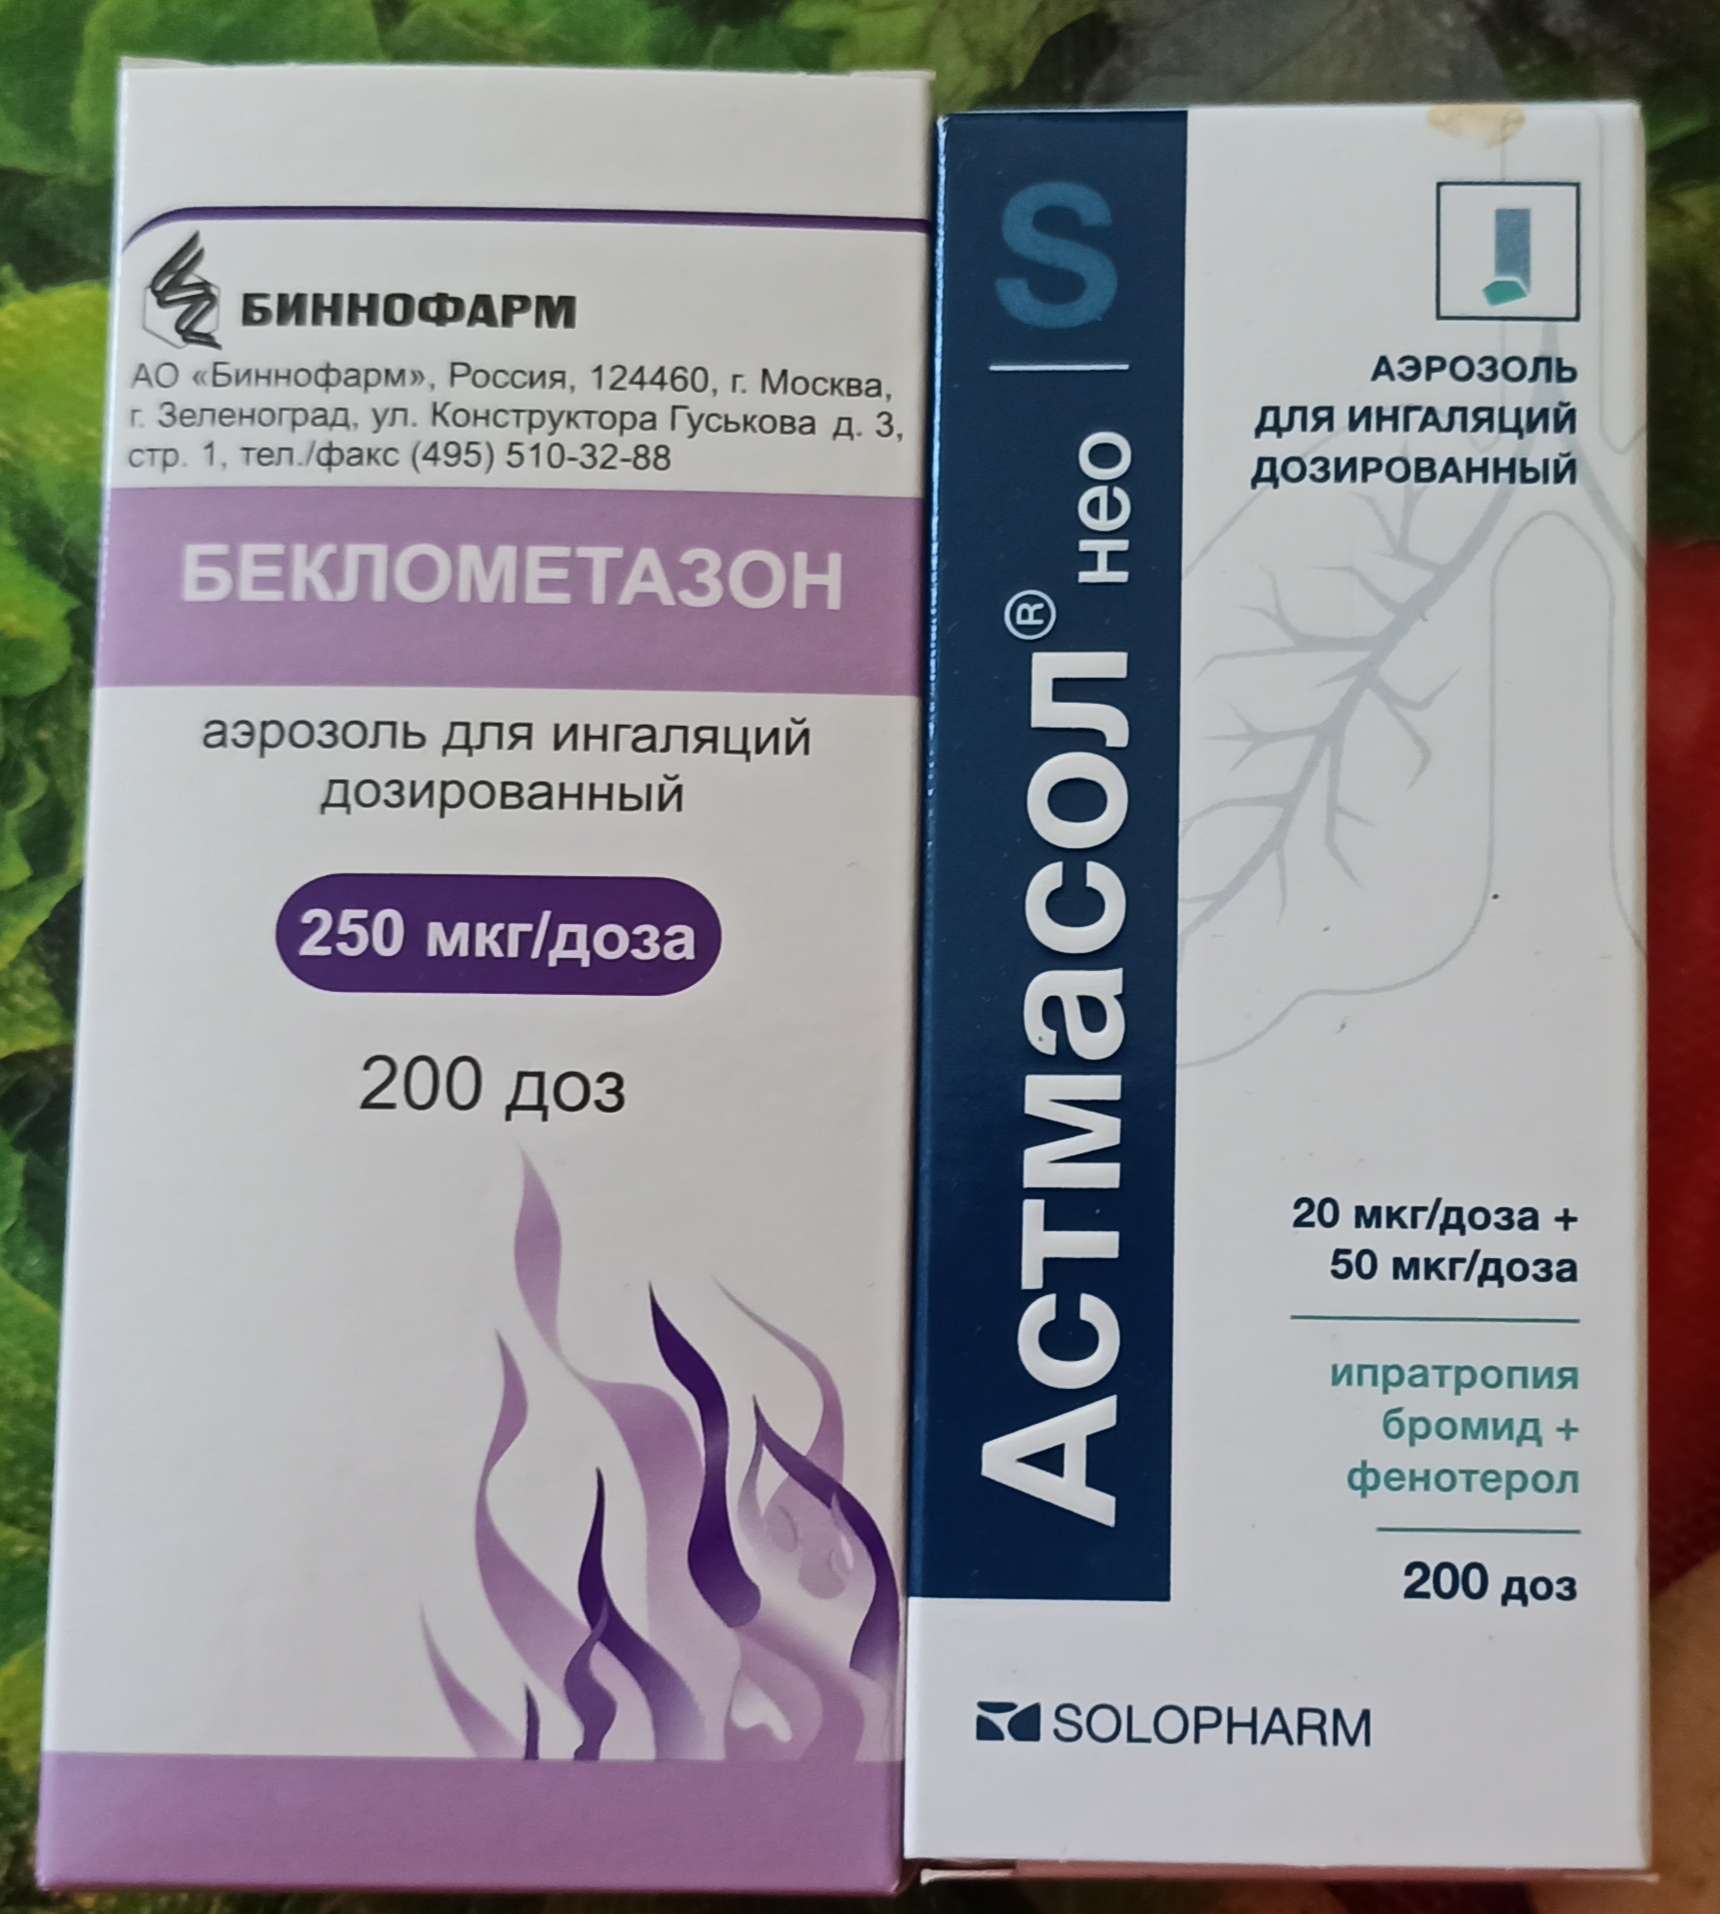 БИННОФАРМ
АО «Биннофарм», Россия, 124460, г. Москва,
г. Зеленоград, ул. Конструктора Гуськова д. 3,
стр. 1, тел./факс (495) 510-32-88
БЕКЛОМЕТАЗОН
аэрозоль для ингаляций
дозированный
250 мкг/доза
200 доз
Астмасол® нео | S
АЭРОЗОЛЬ
ДЛЯ ИНГАЛЯЦИЙ
ДОЗИРОВАННЫЙ
20 мкг/доза +
50 мкг/доза
ипратропия
бромид +
фенотерол
200 доз
SOLOPHARM